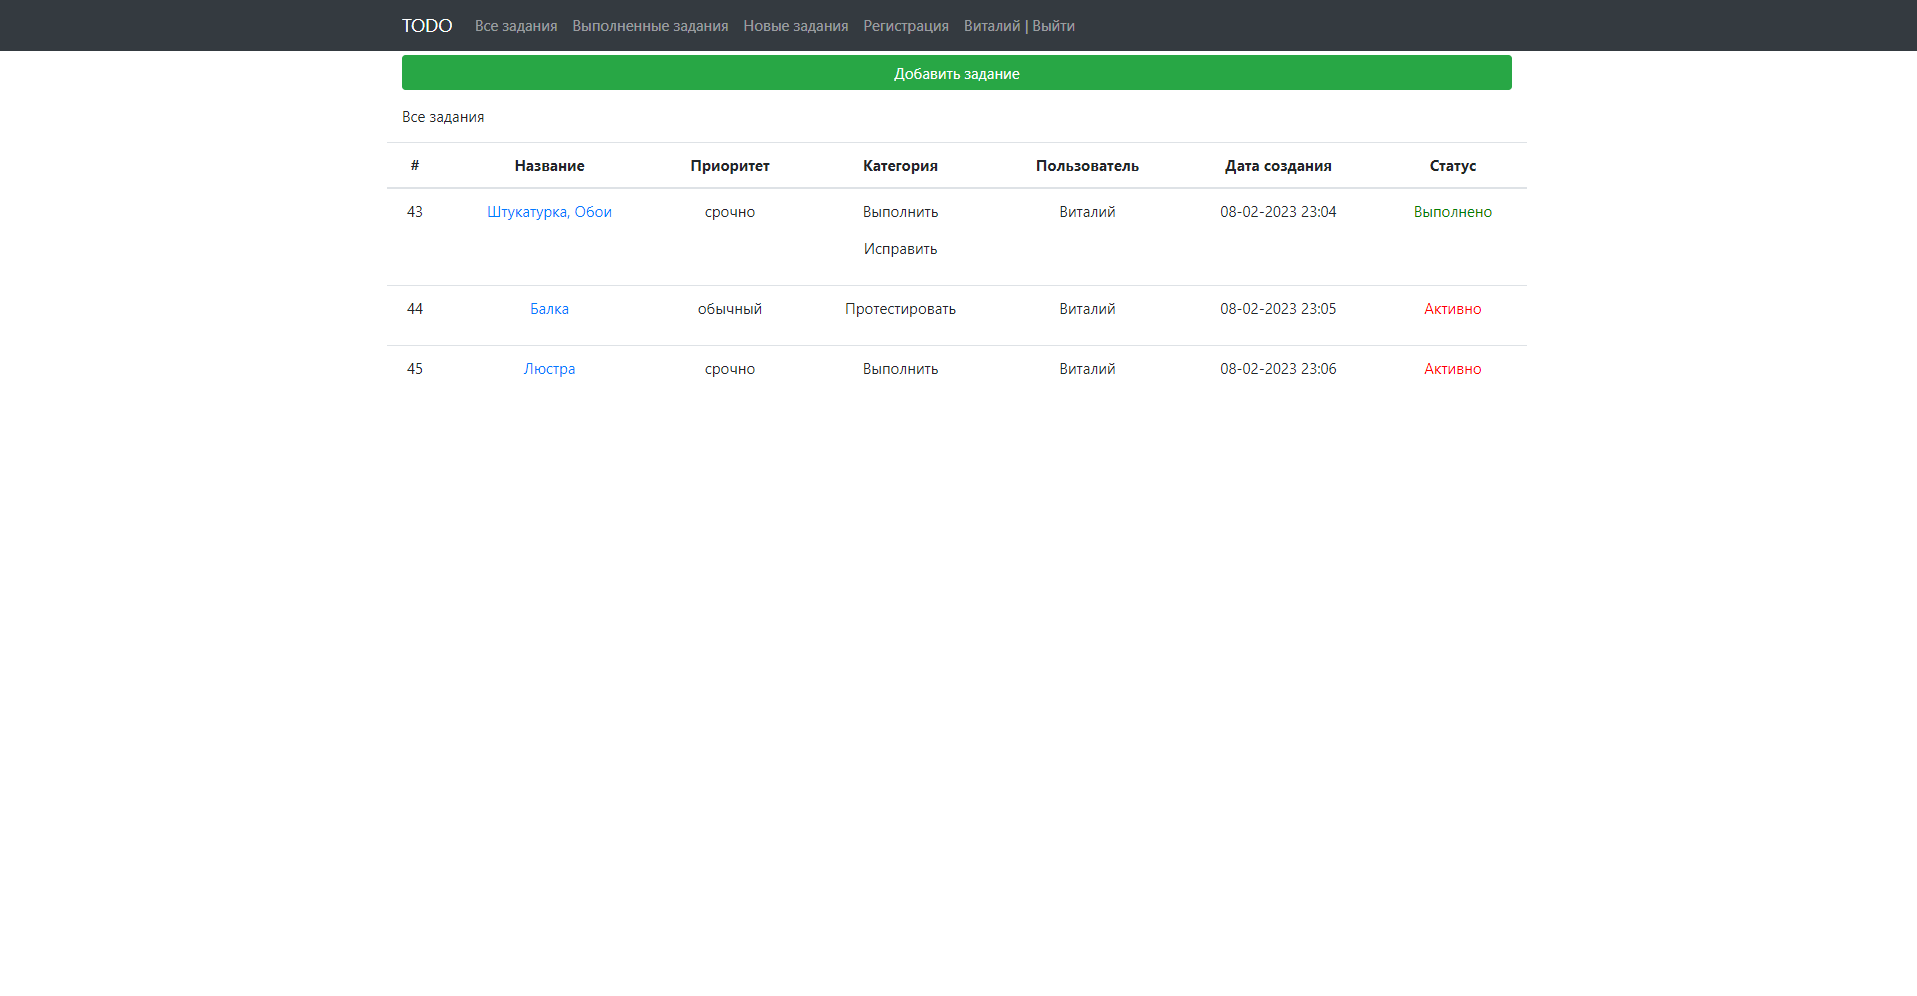 TODO Все задания Выполненные задания Новые задания Регистрация Виталий | Выйти
Добавить задание
Все задания
# Название Приоритет Категория Пользователь Дата создания Статус
43 Штукатурка, Обои срочно Выполнить Виталий 08-02-2023 23:04 Выполнено
Исправить
44 Балка обычный Протестировать Виталий 08-02-2023 23:05 Активно
45 Люстра срочно Выполнить Виталий 08-02-2023 23:06 Активно